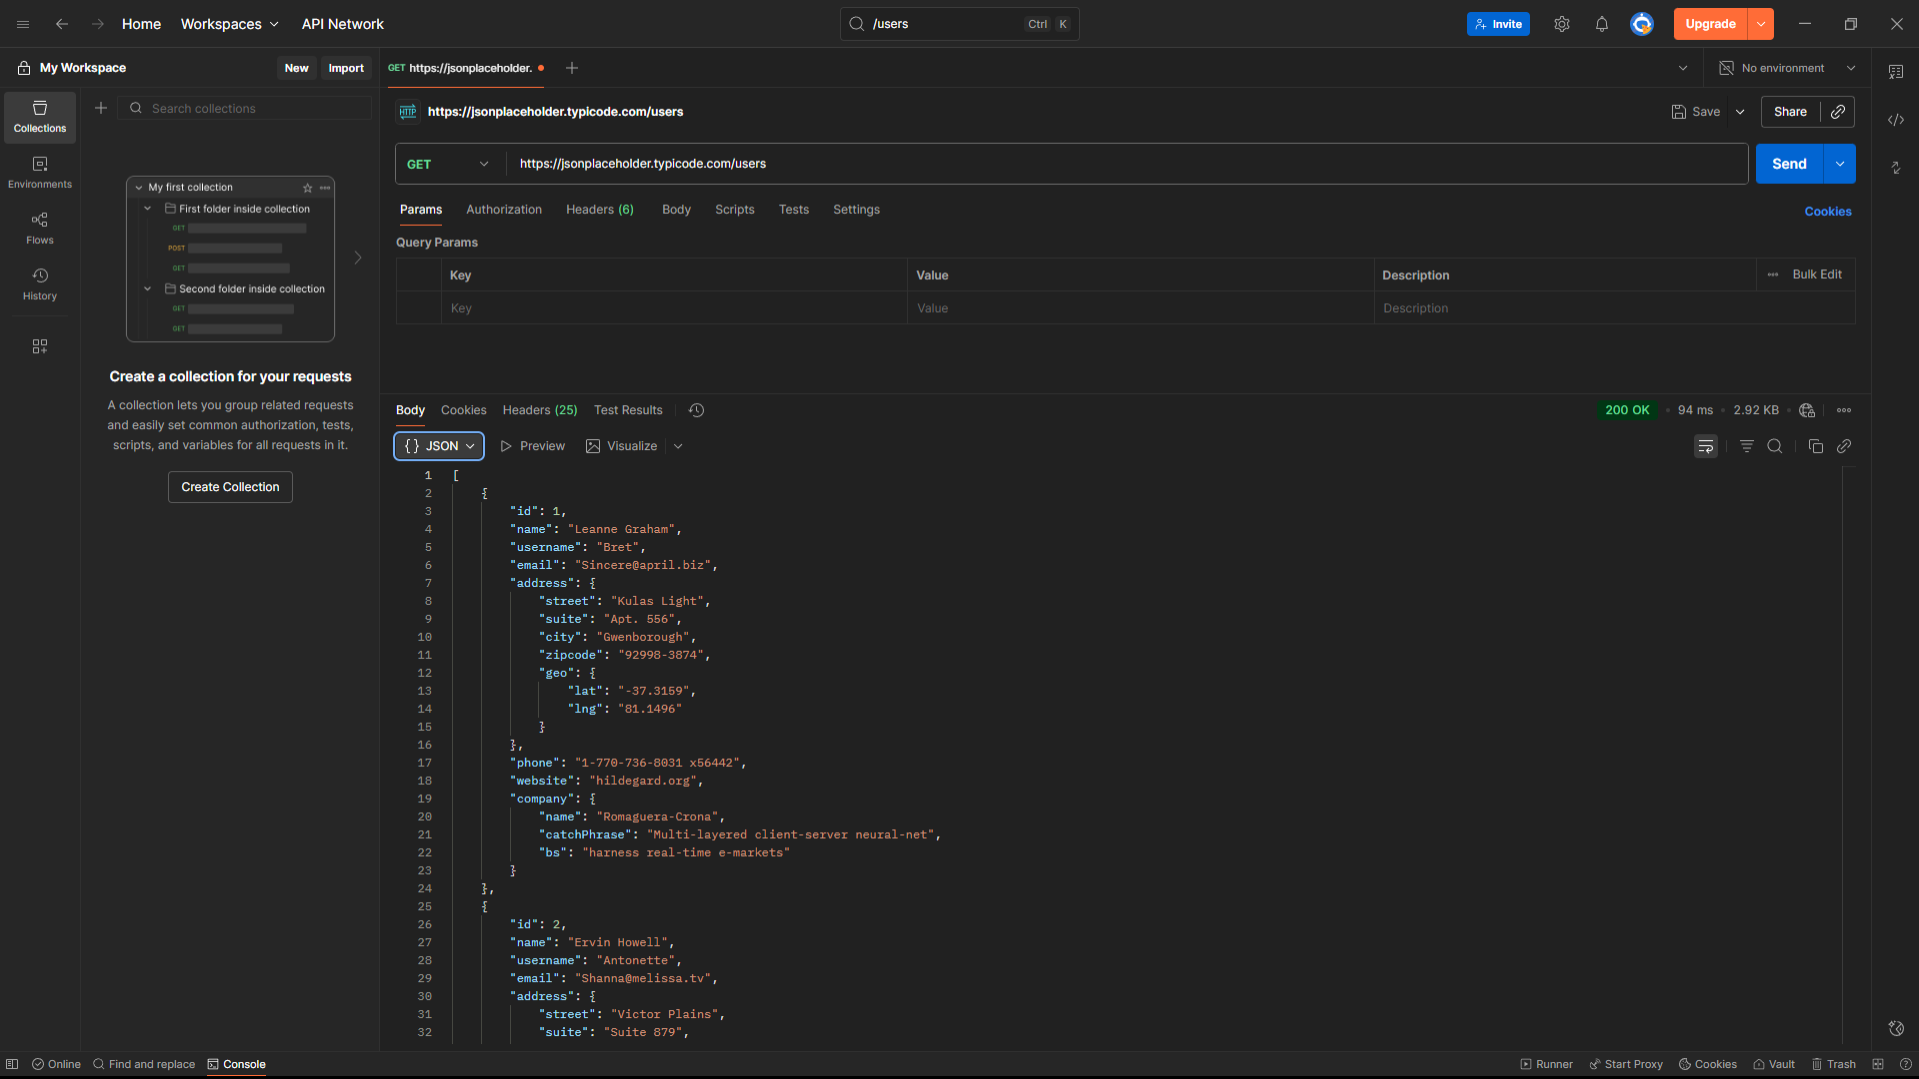 Home Workspaces API Network /users Ctrl K Invite Upgrade
My Workspace New Import GET https://jsonplaceholder. No environment
Search collections
Collections
Environments
Flows
History
My first collection
First folder inside collection
GET
POST
GET
Second folder inside collection
GET
GET
Create a collection for your requests
A collection lets you group related requests
and easily set common authorization, tests,
scripts, and variables for all requests in it.
Create Collection
HTTP https://jsonplaceholder.typicode.com/users Save Share
GET https://jsonplaceholder.typicode.com/users Send
Params Authorization Headers (6) Body Scripts Tests Settings Cookies
Query Params
Key Value Description Bulk Edit
Key Value Description
Body Cookies Headers (25) Test Results 200 OK • 94 ms • 2.92 KB
{} JSON Preview Visualize
1 [
2 {
3 "id": 1,
4 "name": "Leanne Graham",
5 "username": "Bret",
6 "email": "Sincere@april.biz",
7 "address": {
8 "street": "Kulas Light",
9 "suite": "Apt. 556",
10 "city": "Gwenborough",
11 "zipcode": "92998-3874",
12 "geo": {
13 "lat": "-37.3159",
14 "lng": "81.1496"
15 }
16 },
17 "phone": "1-770-736-8031 x56442",
18 "website": "hildegard.org",
19 "company": {
20 "name": "Romaguera-Crona",
21 "catchPhrase": "Multi-layered client-server neural-net",
22 "bs": "harness real-time e-markets"
23 }
24 },
25 {
26 "id": 2,
27 "name": "Ervin Howell",
28 "username": "Antonette",
29 "email": "Shanna@melissa.tv",
30 "address": {
31 "street": "Victor Plains",
32 "suite": "Suite 879",
Online Find and replace Console Runner Start Proxy Cookies Vault Trash